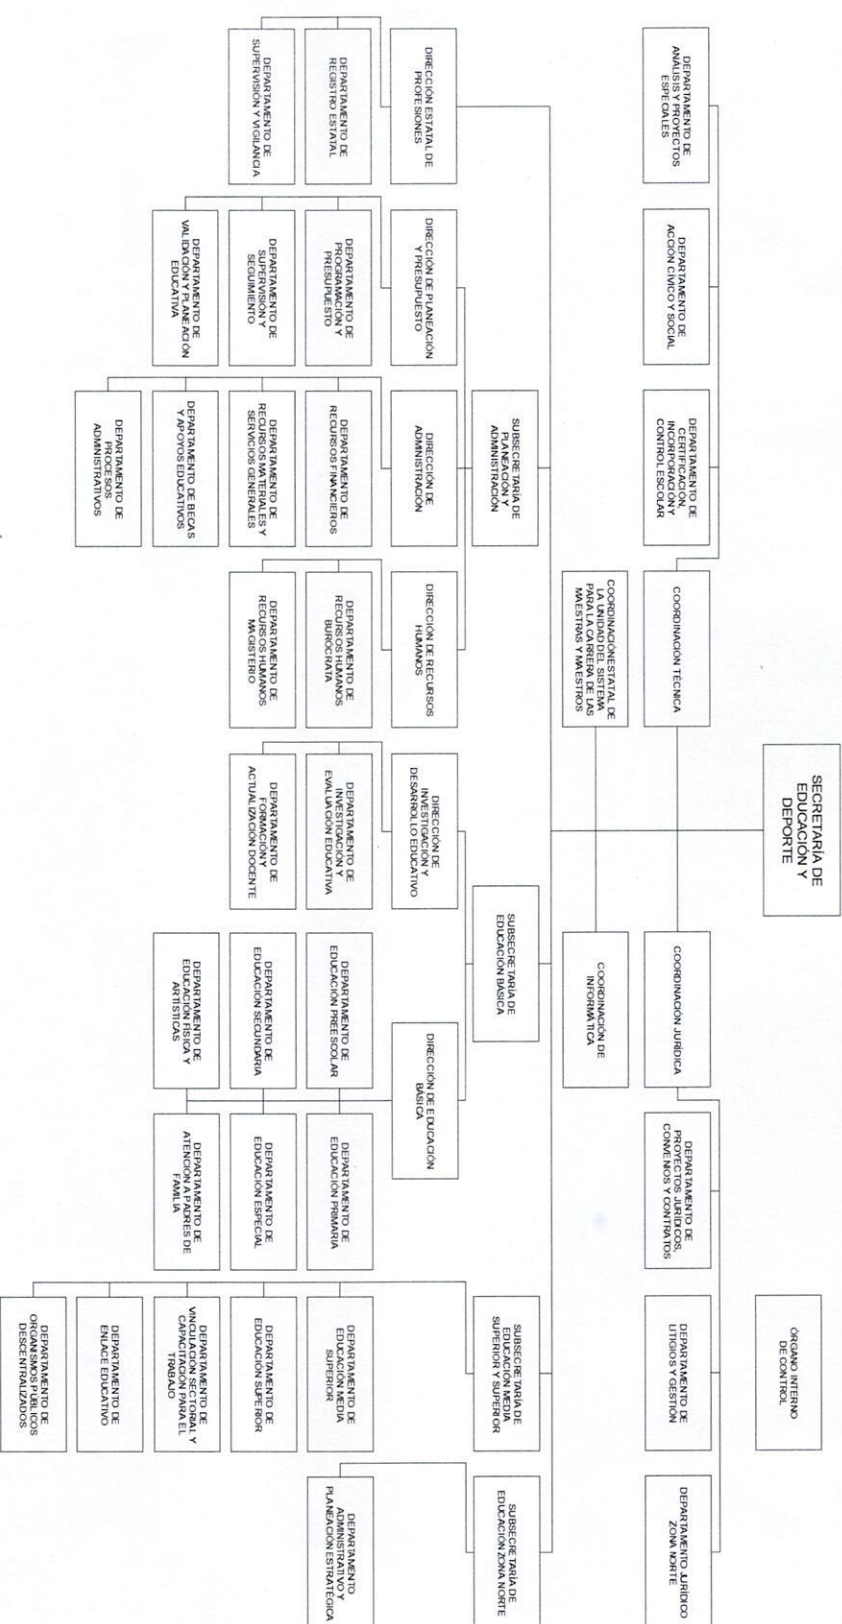 SECRETARÍA DE
EDUCACIÓN Y
DEPORTE
ÓRGANO INTERNO
DE CONTROL
DEPARTAMENTO DE
ANÁLISIS Y PROYECTOS
ESPECIALES
DEPARTAMENTO DE
ACCIÓN CÍVICO Y SOCIAL
DEPARTAMENTO DE
CERTIFICACIÓN,
INCORPORACIÓN Y
CONTROL ESCOLAR
COORDINACIÓN TÉCNICA
COORDINACIÓN JURÍDICA
DEPARTAMENTO DE
PROYECTOS JURÍDICOS,
CONVENIOS Y CONTRATOS
DEPARTAMENTO DE
LITIGIOS Y GESTIÓN
DEPARTAMENTO JURÍDICO
ZONA NORTE
COORDINACIÓN ESTATAL DE
LA UNIDAD DEL SISTEMA
PARA LA CARRERA DE LAS
MAESTRAS Y MAESTROS
COORDINACIÓN DE
INFORMÁTICA
SUBSECRETARÍA DE
PLANEACIÓN Y
ADMINISTRACIÓN
SUBSECRETARÍA DE
EDUCACIÓN BÁSICA
SUBSECRETARÍA DE
EDUCACIÓN MEDIA
SUPERIOR Y SUPERIOR
SUBSECRETARÍA DE
EDUCACIÓN ZONA NORTE
DIRECCIÓN ESTATAL DE
PROFESIONES
DIRECCIÓN DE PLANEACIÓN
Y PRESUPUESTO
DIRECCIÓN DE
ADMINISTRACIÓN
DIRECCIÓN DE RECURSOS
HUMANOS
DIRECCIÓN DE
INVESTIGACIÓN Y
DESARROLLO EDUCATIVO
DIRECCIÓN DE EDUCACIÓN
BÁSICA
DEPARTAMENTO DE
REGISTRO ESTATAL
DEPARTAMENTO DE
PROGRAMACIÓN Y
PRESUPUESTO
DEPARTAMENTO DE
RECURSOS FINANCIEROS
DEPARTAMENTO DE
RECURSOS HUMANOS
BURÓCRATA
DEPARTAMENTO DE
INVESTIGACIÓN Y
EVALUACIÓN EDUCATIVA
DEPARTAMENTO DE
EDUCACIÓN PREESCOLAR
DEPARTAMENTO DE
EDUCACIÓN PRIMARIA
DEPARTAMENTO DE
EDUCACIÓN MEDIA
SUPERIOR
DEPARTAMENTO
ADMINISTRATIVO Y
PLANEACIÓN ESTRATÉGICA
DEPARTAMENTO DE
SUPERVISIÓN Y VIGILANCIA
DEPARTAMENTO DE
SUPERVISIÓN Y
SEGUIMIENTO
DEPARTAMENTO DE
RECURSOS MATERIALES Y
SERVICIOS GENERALES
DEPARTAMENTO DE
RECURSOS HUMANOS
MAGISTERIO
DEPARTAMENTO DE
FORMACIÓN Y
ACTUALIZACIÓN DOCENTE
DEPARTAMENTO DE
EDUCACIÓN SECUNDARIA
DEPARTAMENTO DE
EDUCACIÓN ESPECIAL
DEPARTAMENTO DE
EDUCACIÓN SUPERIOR
DEPARTAMENTO DE
VALIDACIÓN Y PLANEACIÓN
EDUCATIVA
DEPARTAMENTO DE BECAS
Y APOYOS EDUCATIVOS
DEPARTAMENTO DE
EDUCACIÓN FÍSICA Y
ARTÍSTICAS
DEPARTAMENTO DE
ATENCIÓN A PADRES DE
FAMILIA
DEPARTAMENTO DE
VINCULACIÓN SECTORIAL Y
CAPACITACIÓN PARA EL
TRABAJO
DEPARTAMENTO DE
PROCESOS
ADMINISTRATIVOS
DEPARTAMENTO DE
ENLACE EDUCATIVO
DEPARTAMENTO DE
ORGANISMOS PÚBLICOS
DESCENTRALIZADOS